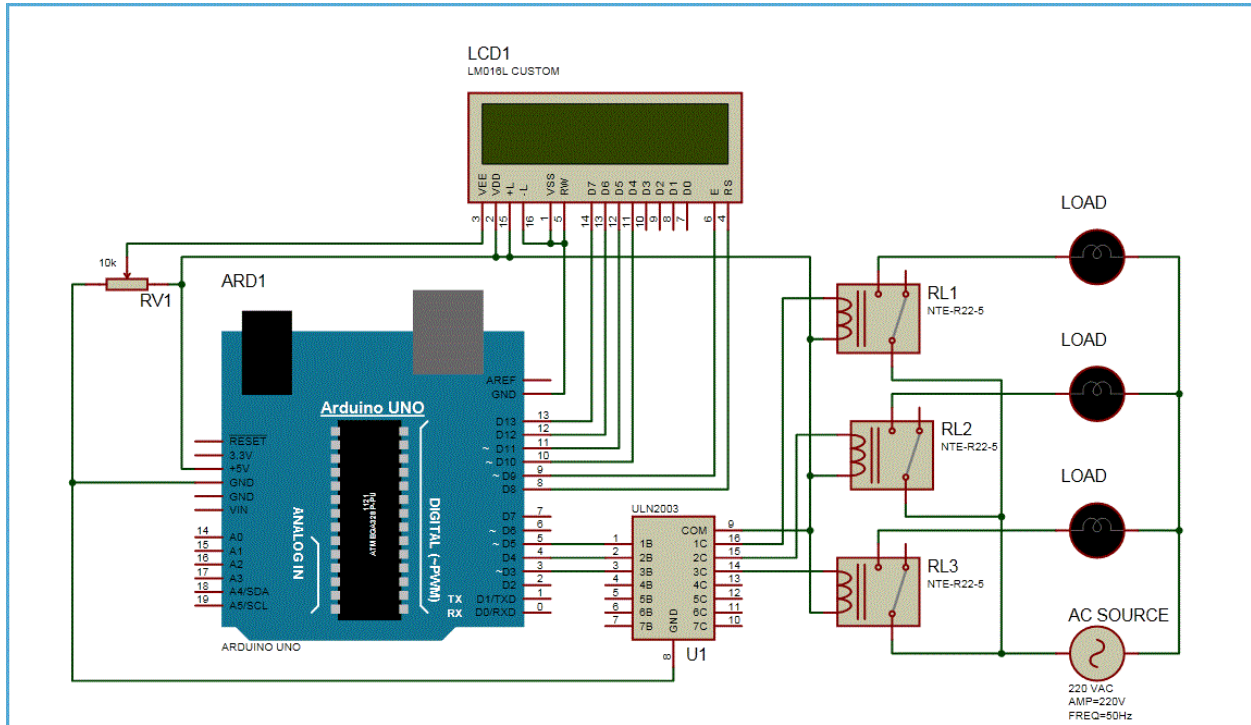 LCD1
LM016L CUSTOM
VEE VDD +L -L VSS RW D7 D6 D5 D4 D3 D2 D1 D0 E RS
3 2 15 16 1 5 14 13 12 11 10 9 8 7 6 4
10k
RV1
ARD1
Arduino UNO
RESET
3.3V
+5V
GND
GND
VIN
14 A0
15 A1
16 A2
17 A3
18 A4/SDA
19 A5/SCL
ANALOG IN
1121
DIGITAL (~PWM)
AREF
GND
D13 13
D12 12
~ D11 11
~ D10 10
~ D9 9
D8 8
D7 7
~ D6 6
~ D5 5
D4 4
~ D3 3
D2 2
TX D1/TXD 1
RX D0/RXD 0
ARDUINO UNO
ULN2003
COM 9
1 1B 1C 16
2 2B 2C 15
3 3B 3C 14
4 4B 4C 13
5 5B 5C 12
6 6B 6C 11
7 7B 7C 10
GND
8
U1
RL1
NTE-R22-5
RL2
NTE-R22-5
RL3
NTE-R22-5
LOAD
LOAD
LOAD
AC SOURCE
220 VAC
AMP=220V
FREQ=50Hz